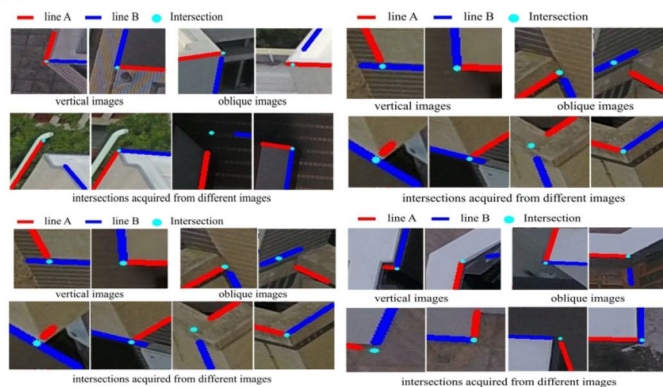 line A line B Intersection
vertical images oblique images
intersections acquired from different images
line A line B Intersection
vertical images oblique images
intersections acquired from different images
line A line B Intersection
vertical images oblique images
intersections acquired from different images
line A line B Intersection
vertical images oblique images
intersections acquired from different images